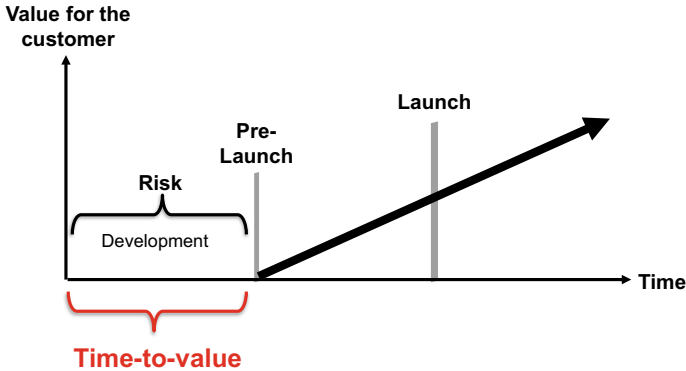 Value for the
customer
Launch
Pre-
Launch
Risk
Development
Time
Time-to-value